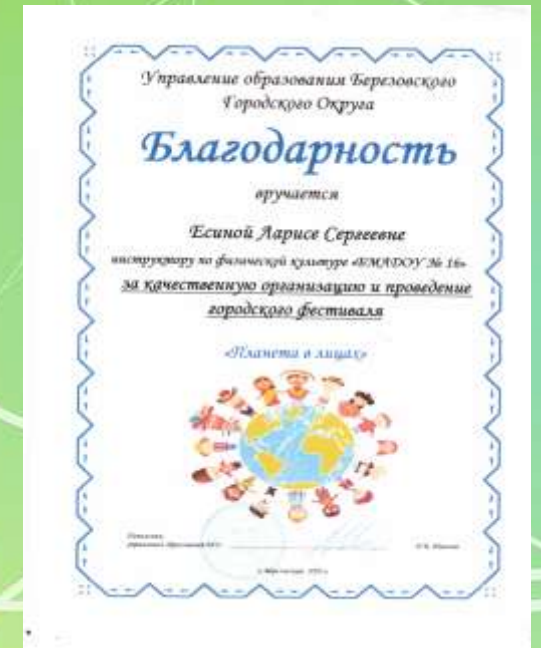 Управление образования Березовского
Городского Округа
Благодарность
вручается
Есиной Ларисе Сергеевне
инструктору по физической культуре «БМАДОУ № 16»
за качественную организацию и проведение
городского фестиваля
«Планета в лицах»